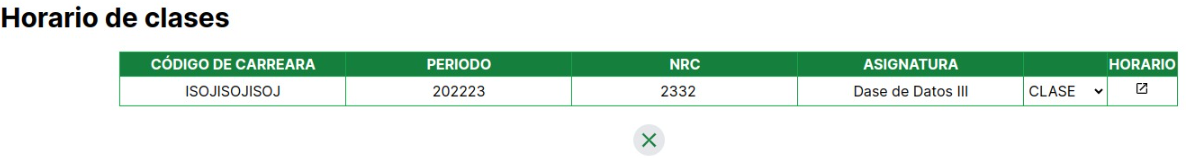 Horario de clases
CÓDIGO DE CARREARA PERIODO NRC ASIGNATURA HORARIO
ISOJISOJISOJ 202223 2332 Dase de Datos III CLASE